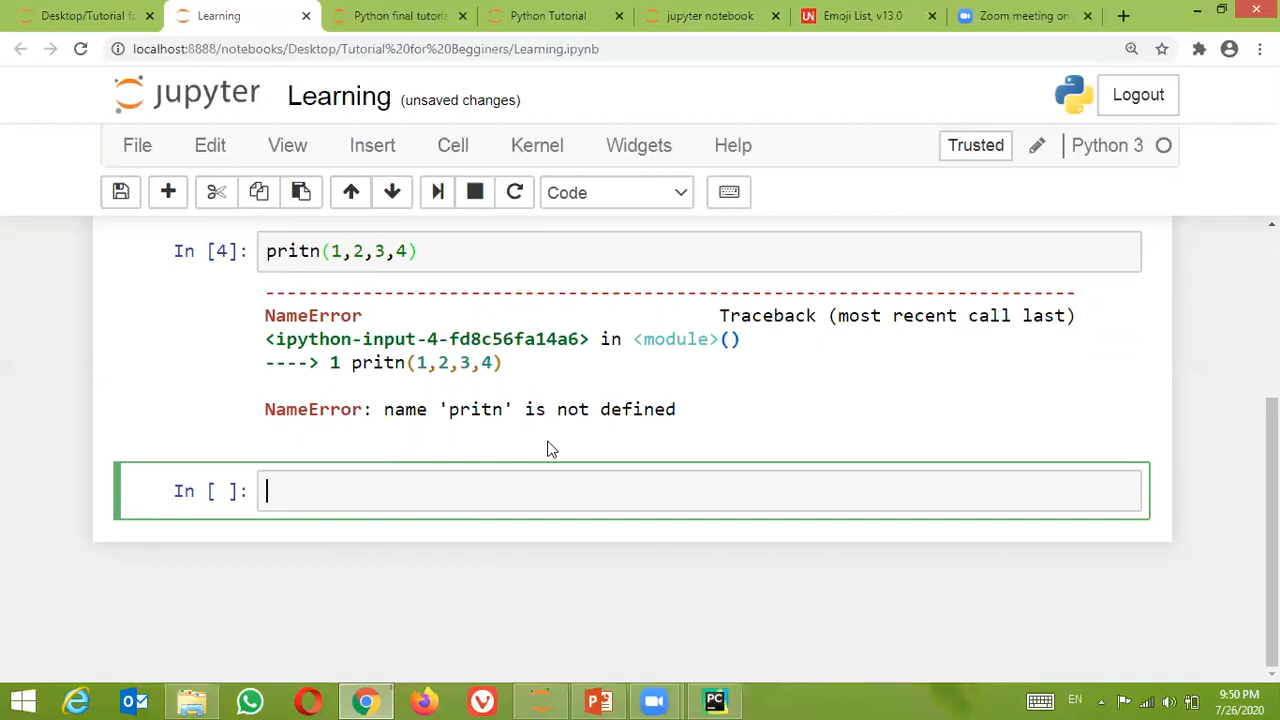 Desktop/Tutorial fo
Learning
Python final tutoria
Python Tutorial
jupyter notebook
UN Emoji List, v13.0
Zoom meeting on
localhost:8888/notebooks/Desktop/Tutorial%20for%20Begginers/Learning.ipynb
jupyter Learning (unsaved changes) Logout
File Edit View Insert Cell Kernel Widgets Help Trusted Python 3
Code
In [4]: pritn(1,2,3,4)
---------------------------------------------------------------------------
NameError Traceback (most recent call last)
<ipython-input-4-fd8c56fa14a6> in <module>()
----> 1 pritn(1,2,3,4)
NameError: name 'pritn' is not defined
In [ ]:
PC EN 9:50 PM
7/26/2020